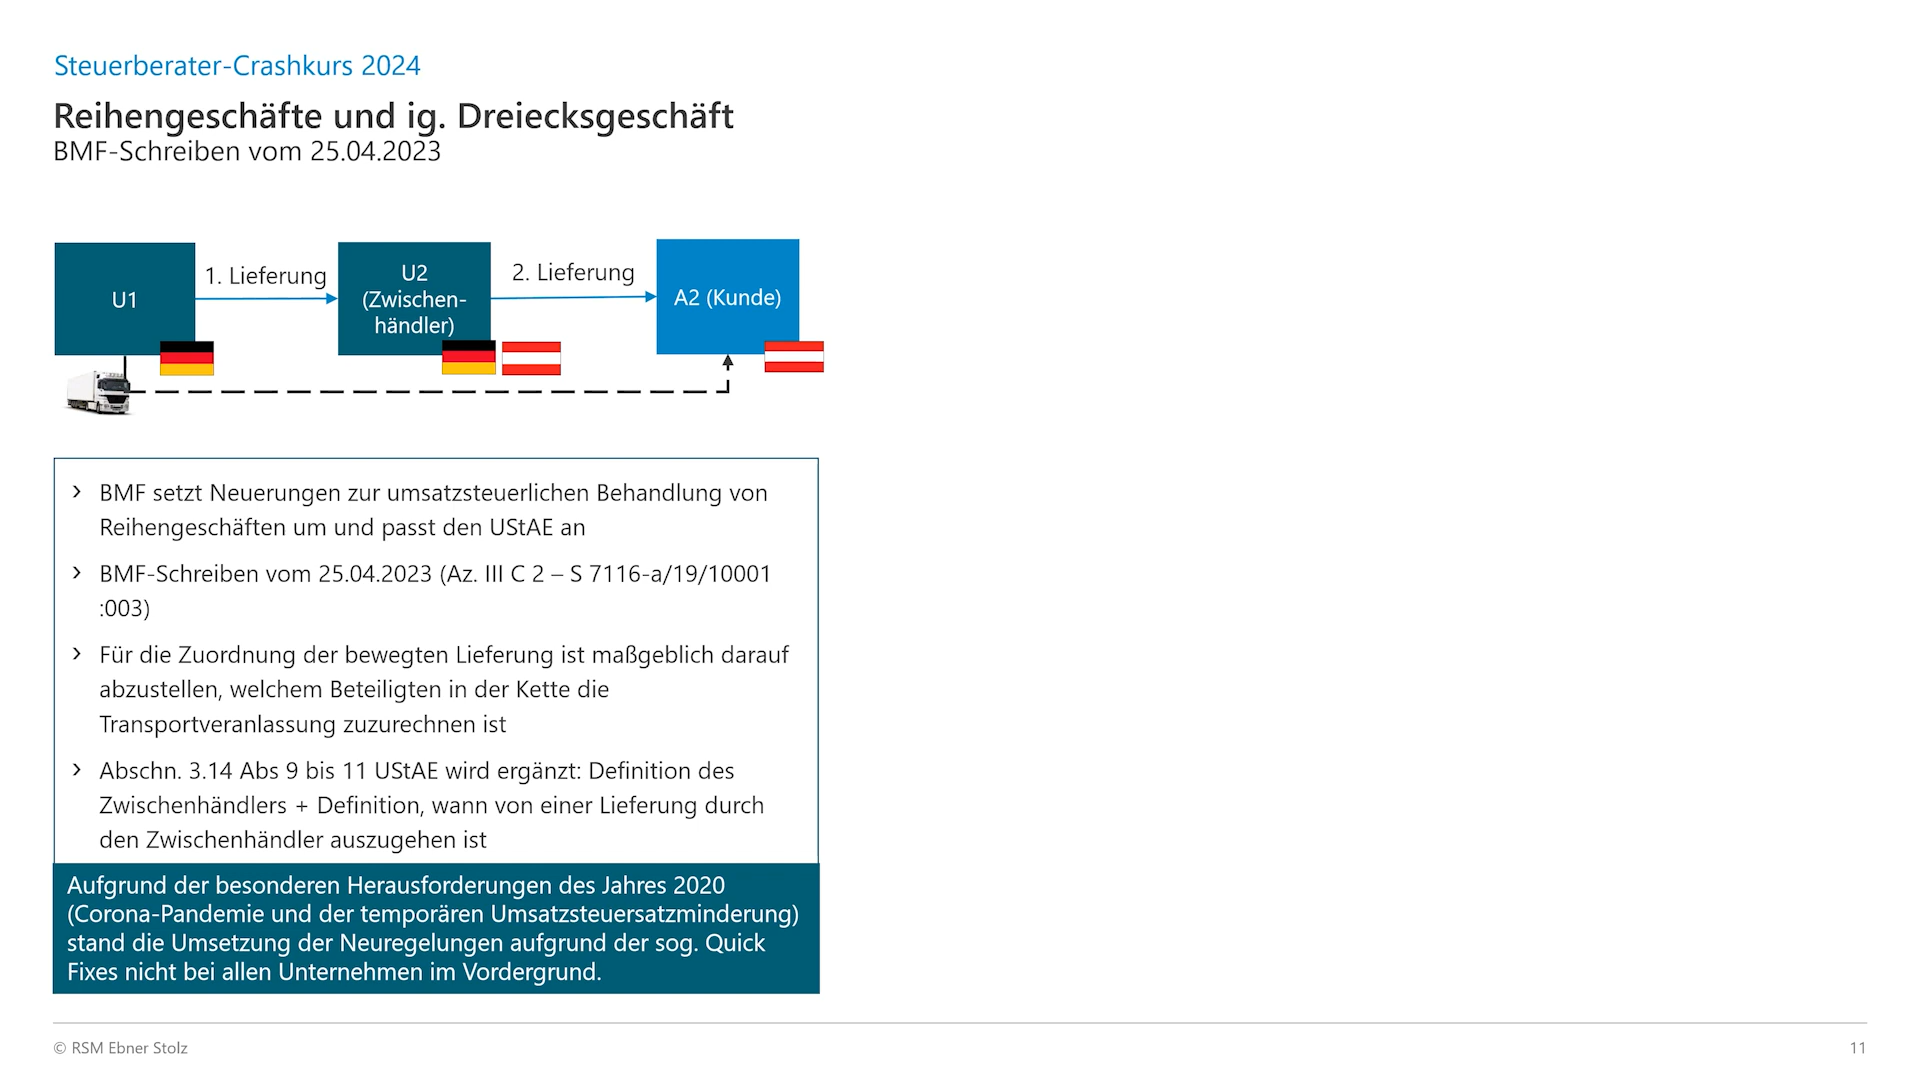 Steuerberater-Crashkurs 2024
Reihengeschäfte und ig. Dreiecksgeschäft
BMF-Schreiben vom 25.04.2023
U1
1. Lieferung
U2
(Zwischen-
händler)
2. Lieferung
A2 (Kunde)
› BMF setzt Neuerungen zur umsatzsteuerlichen Behandlung von
Reihengeschäften um und passt den UStAE an
› BMF-Schreiben vom 25.04.2023 (Az. III C 2 – S 7116-a/19/10001
:003)
› Für die Zuordnung der bewegten Lieferung ist maßgeblich darauf
abzustellen, welchem Beteiligten in der Kette die
Transportveranlassung zuzurechnen ist
› Abschn. 3.14 Abs 9 bis 11 UStAE wird ergänzt: Definition des
Zwischenhändlers + Definition, wann von einer Lieferung durch
den Zwischenhändler auszugehen ist
Aufgrund der besonderen Herausforderungen des Jahres 2020
(Corona-Pandemie und der temporären Umsatzsteuersatzminderung)
stand die Umsetzung der Neuregelungen aufgrund der sog. Quick
Fixes nicht bei allen Unternehmen im Vordergrund.
© RSM Ebner Stolz
11